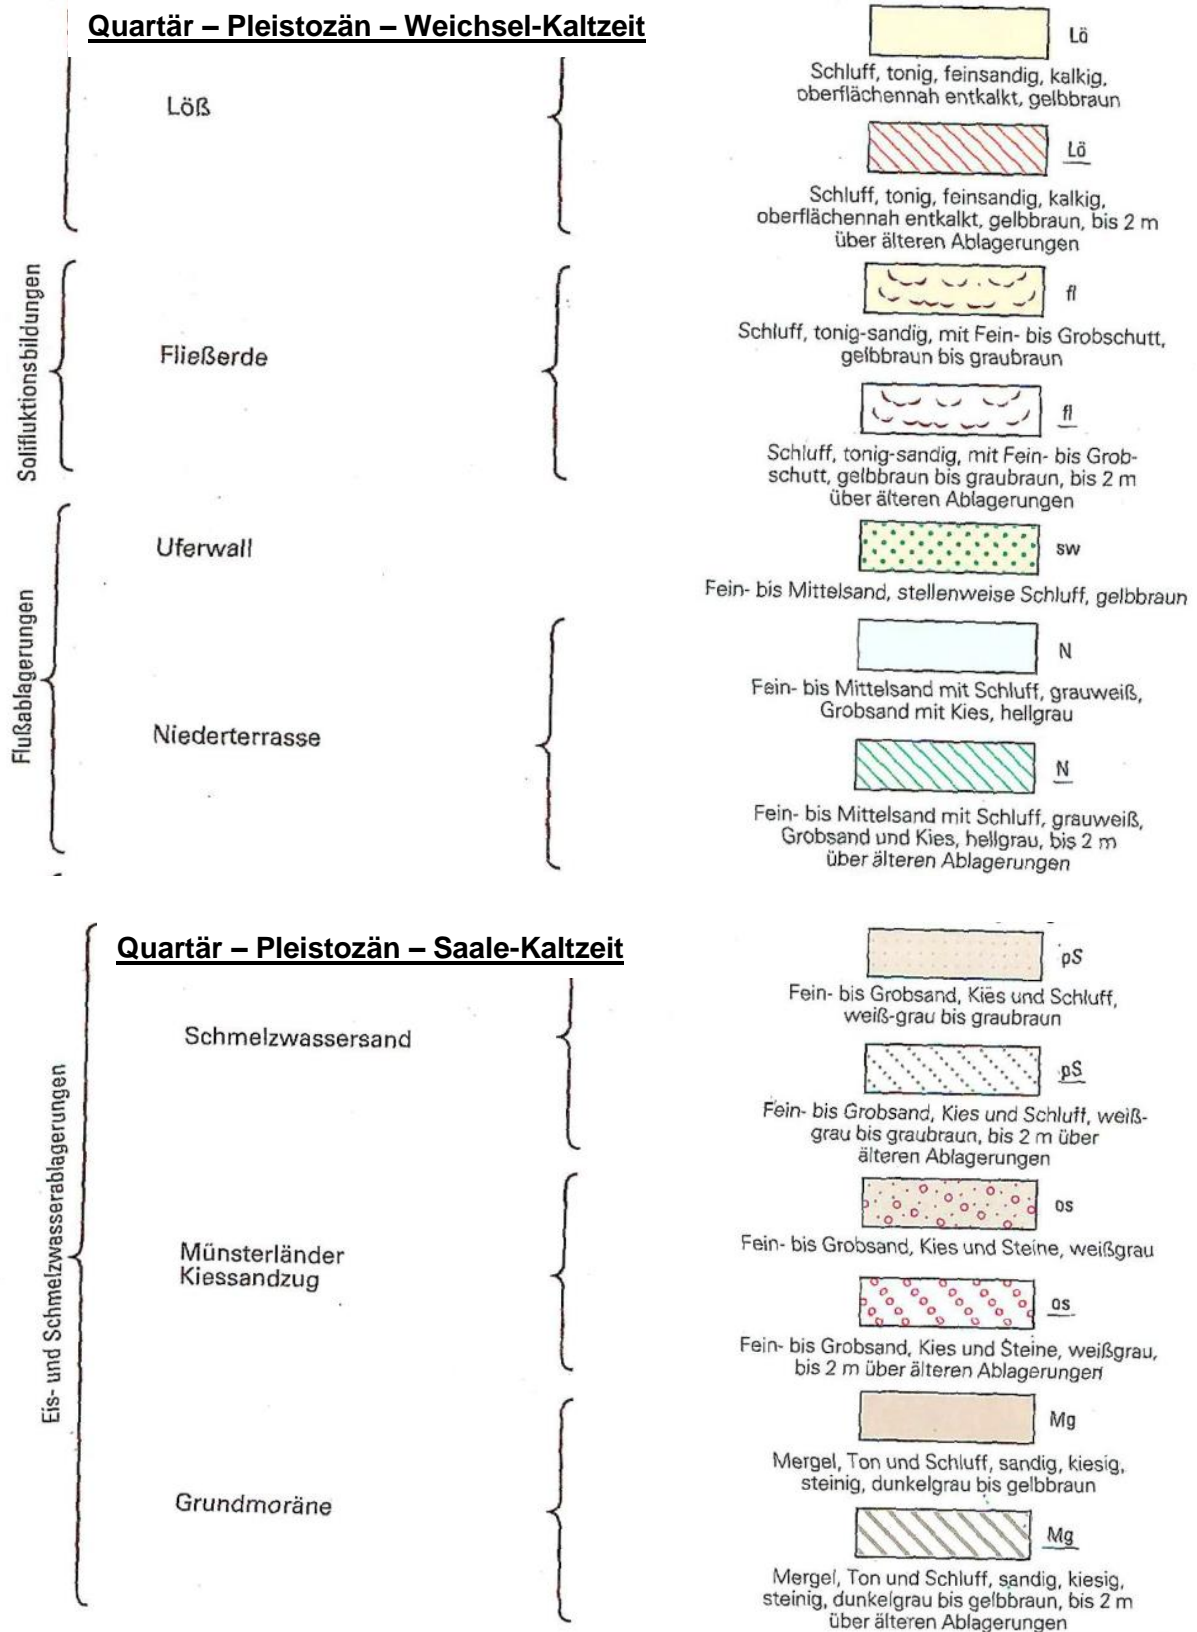 Quartär – Pleistozän – Weichsel-Kaltzeit
Löß
Lö
Schluff, tonig, feinsandig, kalkig,
oberflächennah entkalkt, gelbbraun
Lö
Schluff, tonig, feinsandig, kalkig,
oberflächennah entkalkt, gelbbraun, bis 2 m
über älteren Ablagerungen
Solifluktionsbildungen
Fließerde
fl
Schluff, tonig-sandig, mit Fein- bis Grobschutt,
gelbbraun bis graubraun
fl
Schluff, tonig-sandig, mit Fein- bis Grob-
schutt, gelbbraun bis graubraun, bis 2 m
über älteren Ablagerungen
Flußablagerungen
Uferwall
sw
Fein- bis Mittelsand, stellenweise Schluff, gelbbraun
Niederterrasse
N
Fein- bis Mittelsand mit Schluff, grauweiß,
Grobsand mit Kies, hellgrau
N
Fein- bis Mittelsand mit Schluff, grauweiß,
Grobsand und Kies, hellgrau, bis 2 m
über älteren Ablagerungen
Quartär – Pleistozän – Saale-Kaltzeit
Eis- und Schmelzwasserablagerungen
Schmelzwassersand
pS
Fein- bis Grobsand, Kies und Schluff,
weiß-grau bis graubraun
pS
Fein- bis Grobsand, Kies und Schluff, weiß-
grau bis graubraun, bis 2 m über
älteren Ablagerungen
Münsterländer
Kiessandzug
os
Fein- bis Grobsand, Kies und Steine, weißgrau
os
Fein- bis Grobsand, Kies und Steine, weißgrau,
bis 2 m über älteren Ablagerungen
Grundmoräne
Mg
Mergel, Ton und Schluff, sandig, kiesig,
steinig, dunkelgrau bis gelbbraun
Mg
Mergel, Ton und Schluff, sandig, kiesig,
steinig, dunkelgrau bis gelbbraun, bis 2 m
über älteren Ablagerungen